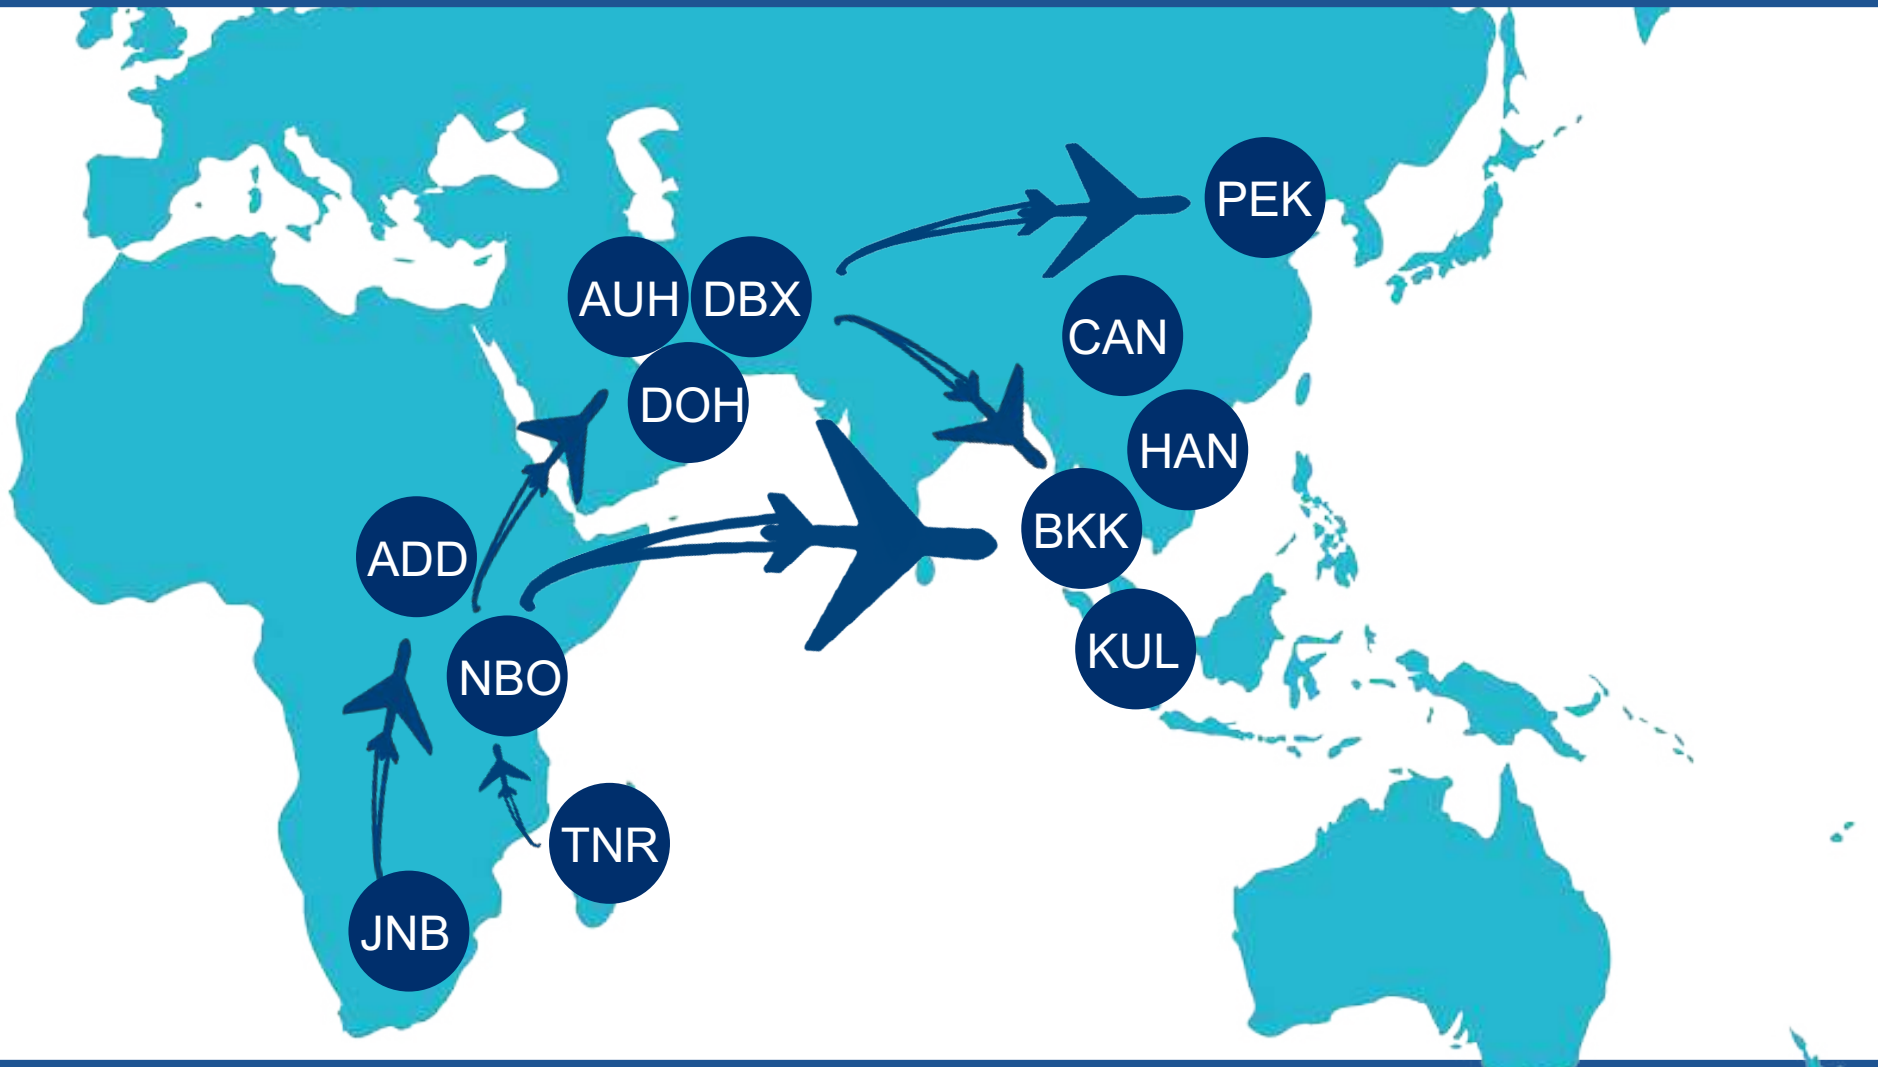 PEK
AUH
DBX
CAN
DOH
HAN
BKK
ADD
KUL
NBO
TNR
JNB